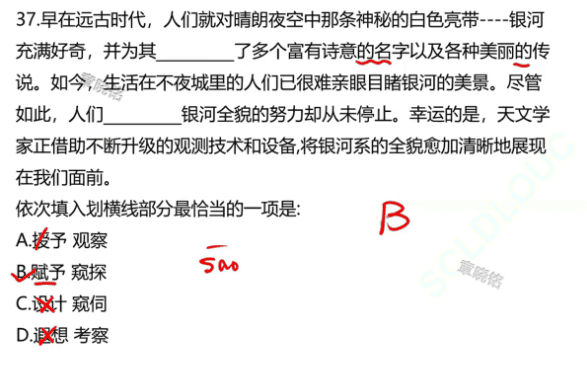 37.早在远古时代，人们就对晴朗夜空中那条神秘的白色亮带----银河
充满好奇，并为其_________了多个富有诗意的名字以及各种美丽的传
说。如今，生活在不夜城里的人们已很难亲眼目睹银河的美景。尽管
如此，人们_________银河全貌的努力却从未停止。幸运的是，天文学
家正借助不断升级的观测技术和设备,将银河系的全貌愈加清晰地展现
在我们面前。
依次填入划横线部分最恰当的一项是:
B
A.授予 观察
B.赋予 窥探
sao
C.设计 窥伺
D.遐想 考察
章晓铭
章晓铭
SOLDLOUC